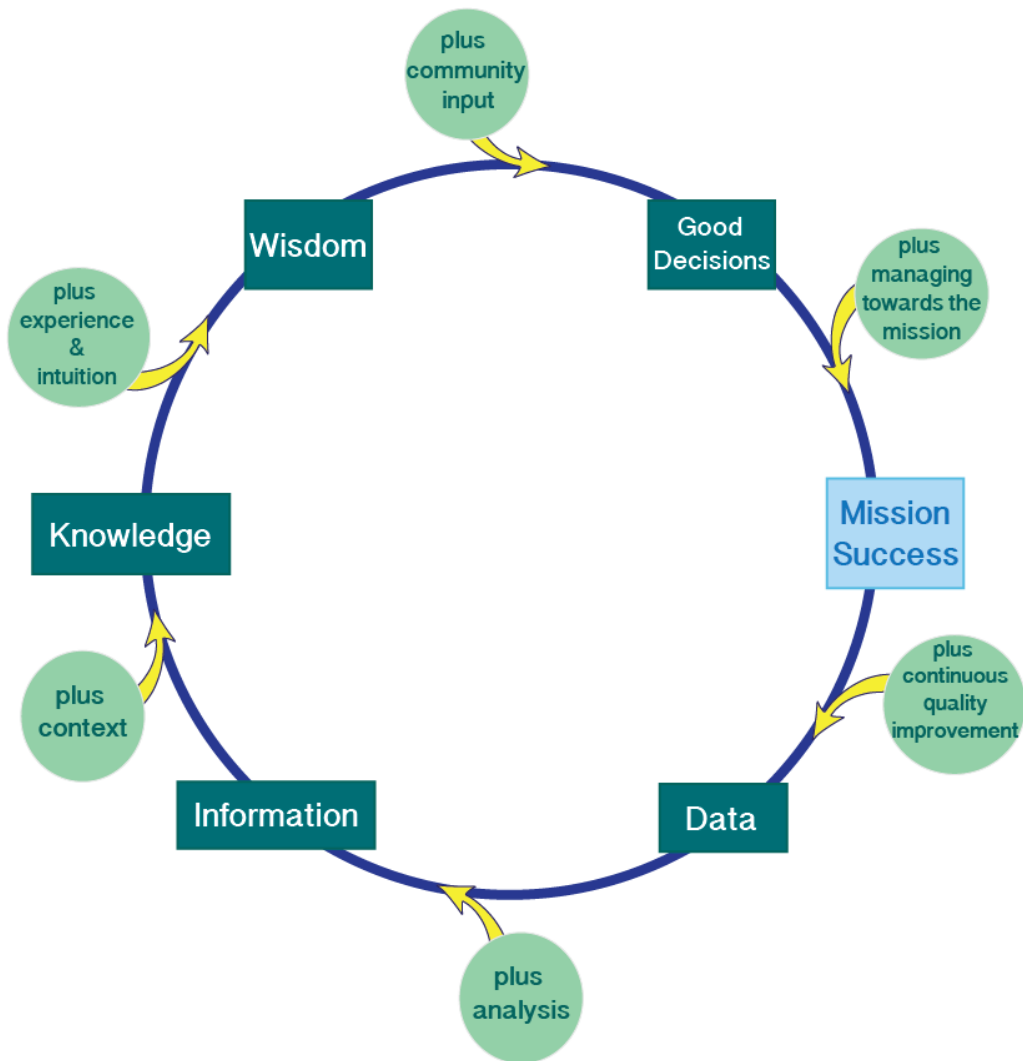 plus
community
input
Wisdom
Good
Decisions
plus
managing
towards the
mission
plus
experience
&
intuition
Knowledge
Mission
Success
plus
context
plus
continuous
quality
improvement
Information
Data
plus
analysis